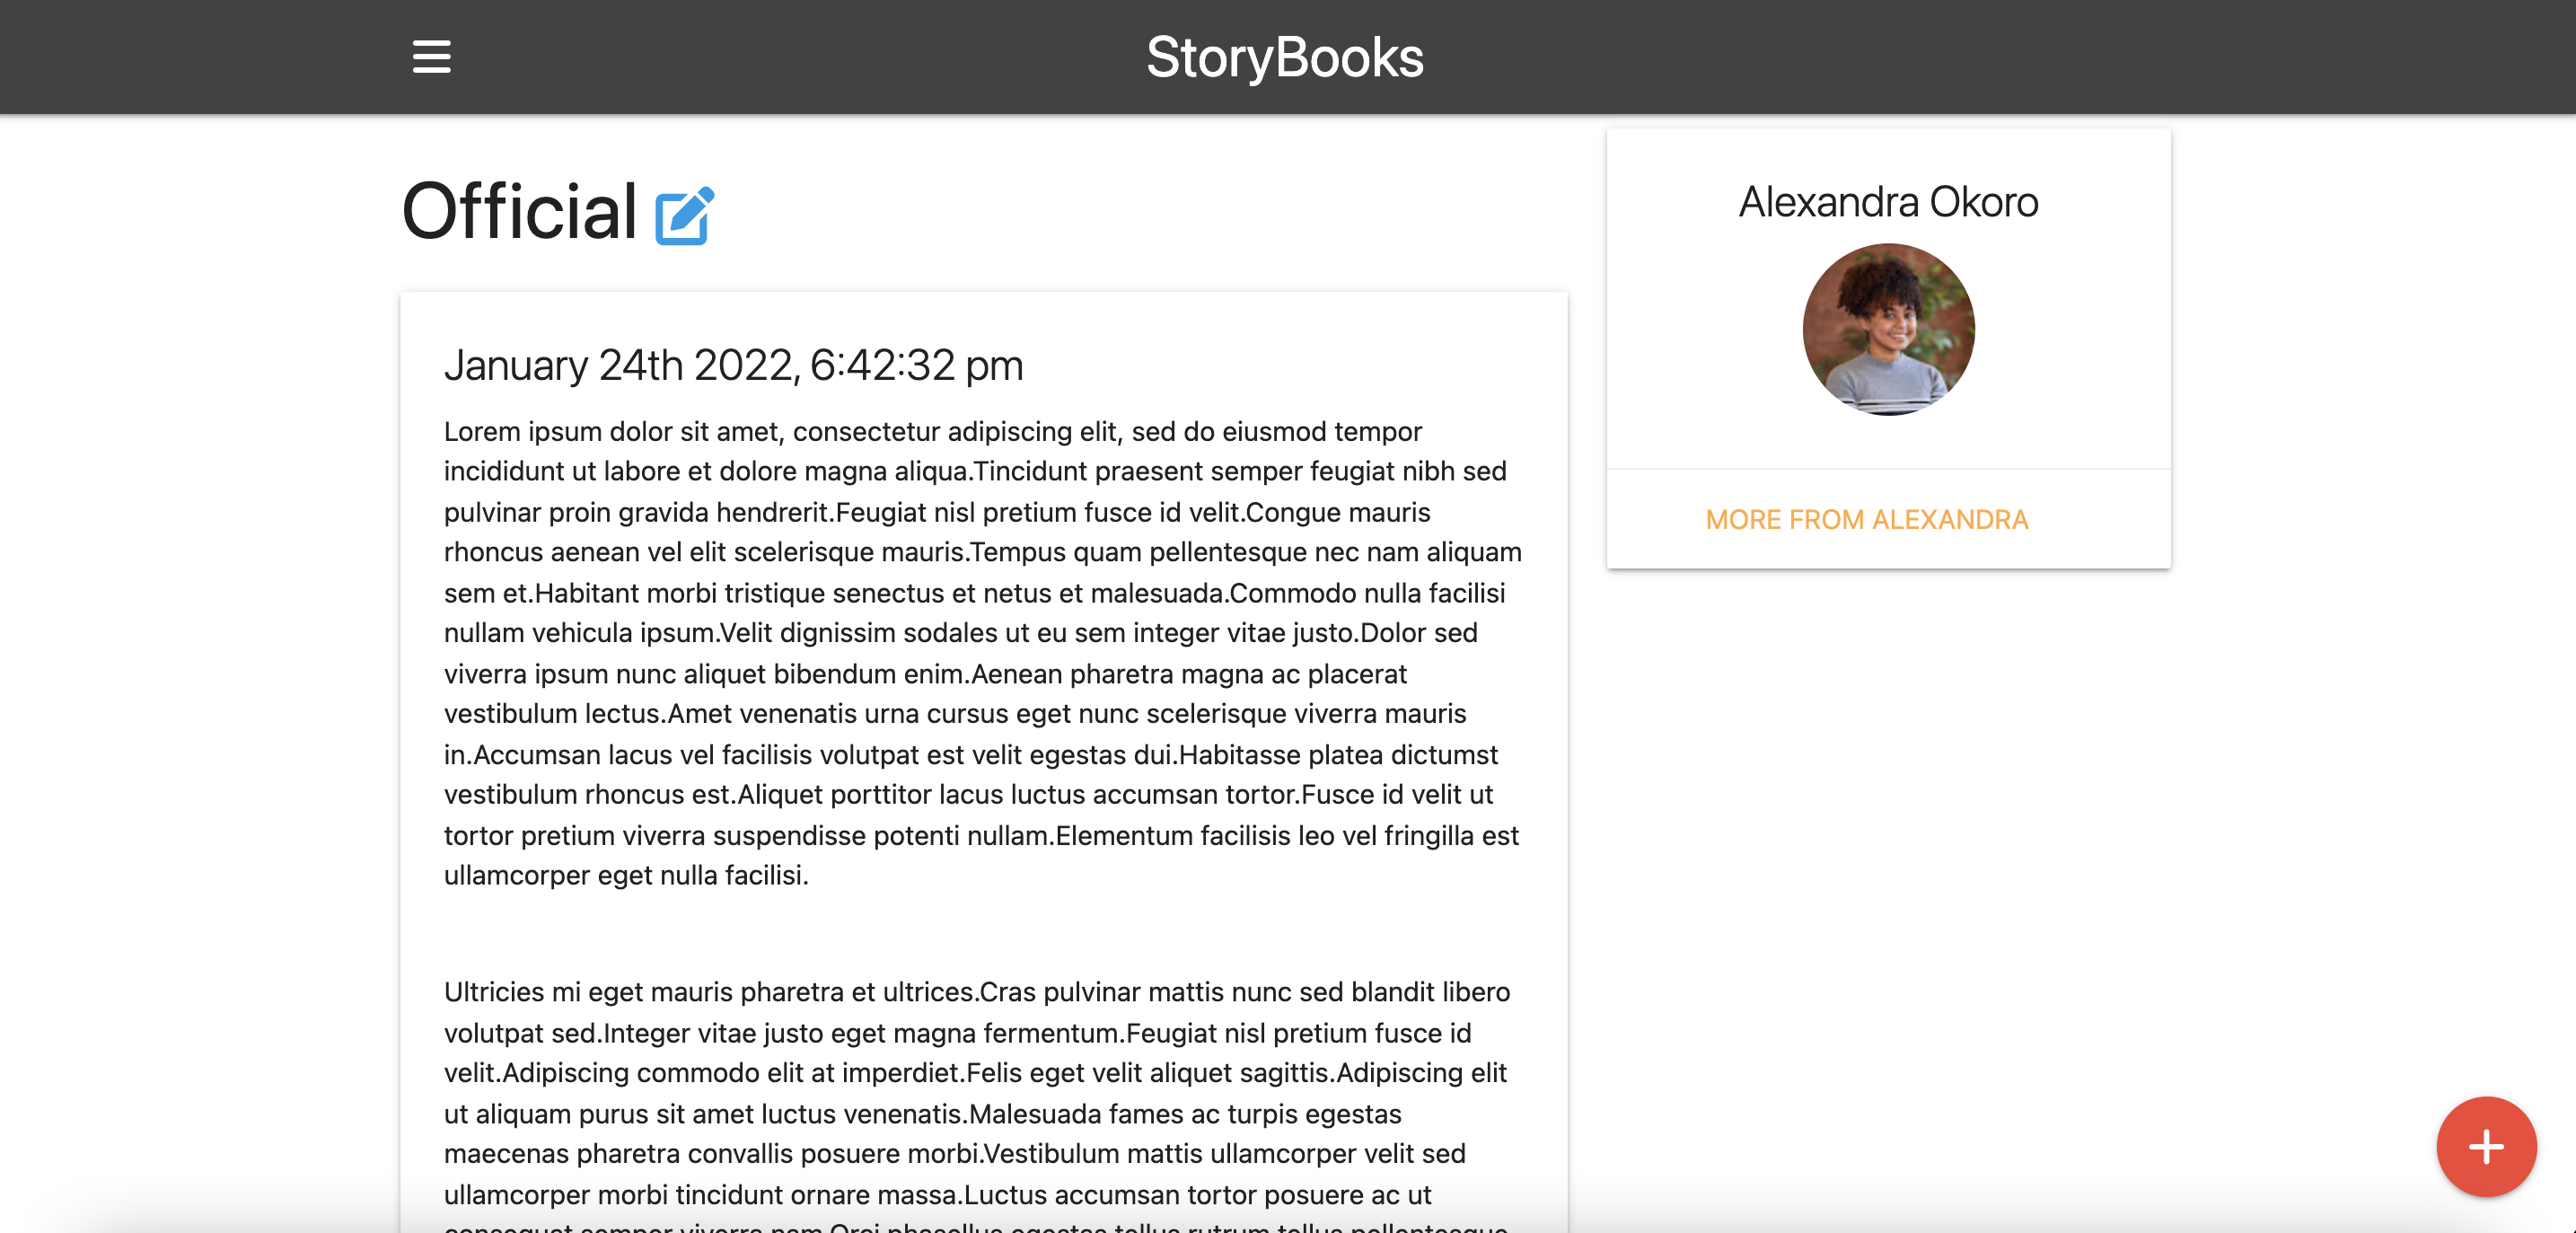 StoryBooks
Official
January 24th 2022, 6:42:32 pm
Lorem ipsum dolor sit amet, consectetur adipiscing elit, sed do eiusmod tempor
incididunt ut labore et dolore magna aliqua.Tincidunt praesent semper feugiat nibh sed
pulvinar proin gravida hendrerit.Feugiat nisl pretium fusce id velit.Congue mauris
rhoncus aenean vel elit scelerisque mauris.Tempus quam pellentesque nec nam aliquam
sem et.Habitant morbi tristique senectus et netus et malesuada.Commodo nulla facilisi
nullam vehicula ipsum.Velit dignissim sodales ut eu sem integer vitae justo.Dolor sed
viverra ipsum nunc aliquet bibendum enim.Aenean pharetra magna ac placerat
vestibulum lectus.Amet venenatis urna cursus eget nunc scelerisque viverra mauris
in.Accumsan lacus vel facilisis volutpat est velit egestas dui.Habitasse platea dictumst
vestibulum rhoncus est.Aliquet porttitor lacus luctus accumsan tortor.Fusce id velit ut
tortor pretium viverra suspendisse potenti nullam.Elementum facilisis leo vel fringilla est
ullamcorper eget nulla facilisi.
Ultricies mi eget mauris pharetra et ultrices.Cras pulvinar mattis nunc sed blandit libero
volutpat sed.Integer vitae justo eget magna fermentum.Feugiat nisl pretium fusce id
velit.Adipiscing commodo elit at imperdiet.Felis eget velit aliquet sagittis.Adipiscing elit
ut aliquam purus sit amet luctus venenatis.Malesuada fames ac turpis egestas
maecenas pharetra convallis posuere morbi.Vestibulum mattis ullamcorper velit sed
ullamcorper morbi tincidunt ornare massa.Luctus accumsan tortor posuere ac ut
consequat semper viverra nam.Orci phasellus egestas tellus rutrum tellus pellentesque
Alexandra Okoro
MORE FROM ALEXANDRA